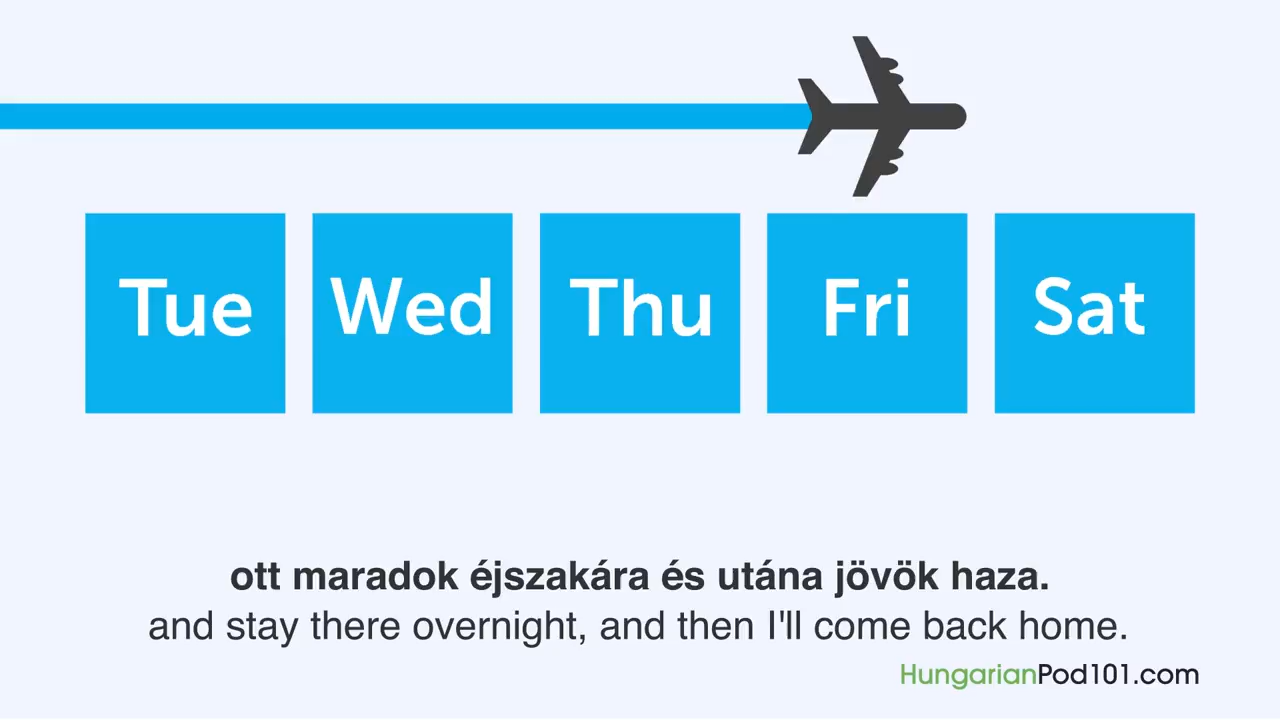 Tue Wed Thu Fri Sat
ott maradok éjszakára és utána jövök haza.
and stay there overnight, and then I'll come back home.
HungarianPod101.com